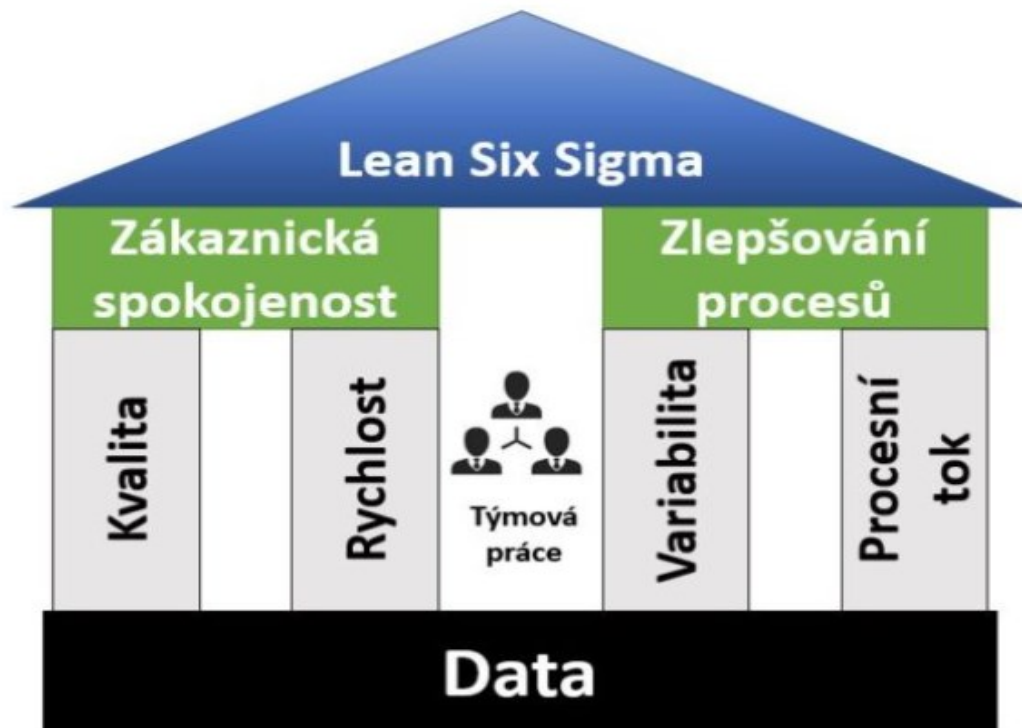 Lean Six Sigma
Zákaznická
spokojenost
Zlepšování
procesů
Kvalita
Rychlost
Týmová
práce
Variabilita
Procesní
tok
Data